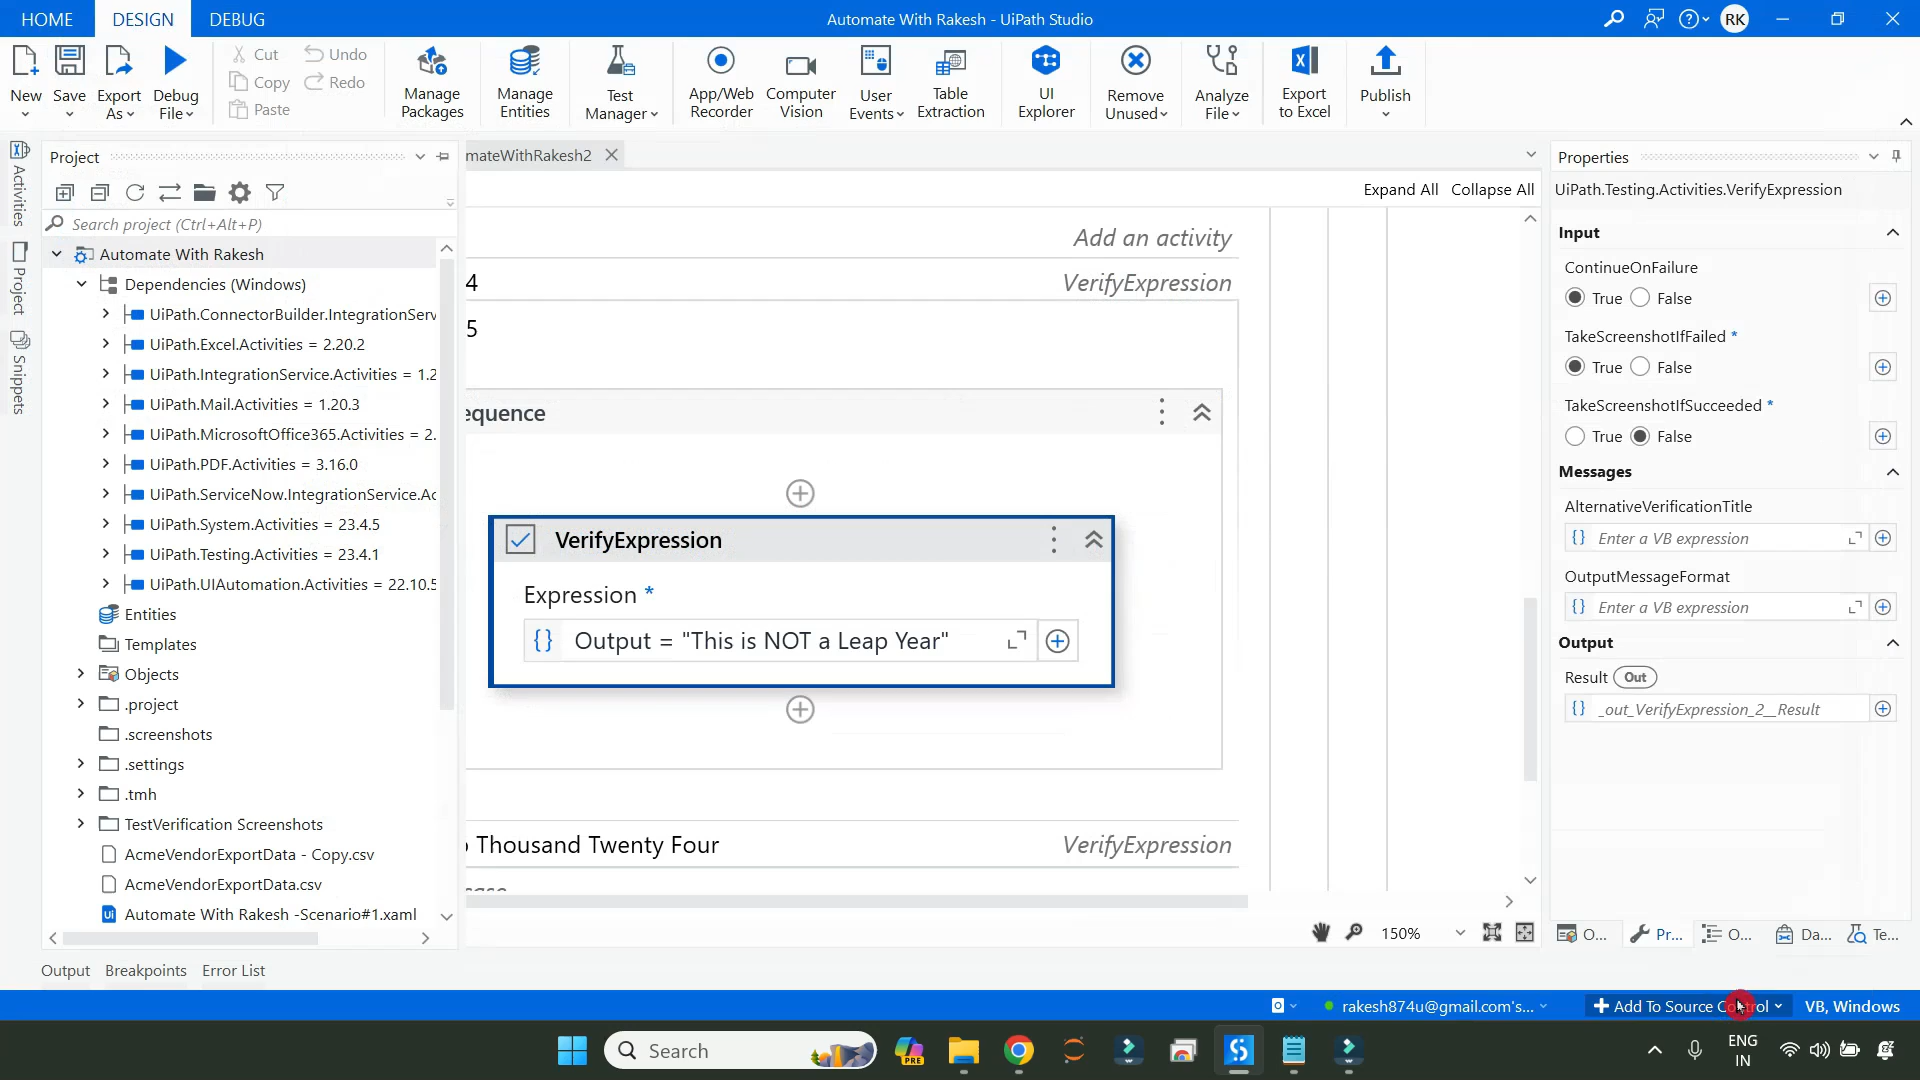 HOME
DESIGN
DEBUG
Automate With Rakesh - UiPath Studio
RK
New
Save
Export As
Debug File
Cut
Copy
Paste
Undo
Redo
Manage Packages
Manage Entities
Test Manager
App/Web Recorder
Computer Vision
User Events
Table Extraction
UI Explorer
Remove Unused
Analyze File
Export to Excel
Publish
Activities
Project
Snippets
Project
Search project (Ctrl+Alt+P)
Automate With Rakesh
Dependencies (Windows)
UiPath.ConnectorBuilder.IntegrationServ
UiPath.Excel.Activities = 2.20.2
UiPath.IntegrationService.Activities = 1.2
UiPath.Mail.Activities = 1.20.3
UiPath.MicrosoftOffice365.Activities = 2.
UiPath.PDF.Activities = 3.16.0
UiPath.ServiceNow.IntegrationService.Ac
UiPath.System.Activities = 23.4.5
UiPath.Testing.Activities = 23.4.1
UiPath.UIAutomation.Activities = 22.10.5
Entities
Templates
Objects
.project
.screenshots
.settings
.tmh
TestVerification Screenshots
AcmeVendorExportData - Copy.csv
AcmeVendorExportData.csv
Automate With Rakesh -Scenario#1.xaml
mateWithRakesh2
Expand All
Collapse All
Add an activity
4
VerifyExpression
5
equence
VerifyExpression
Expression *
Output = "This is NOT a Leap Year"
Thousand Twenty Four
VerifyExpression
150%
Properties
UiPath.Testing.Activities.VerifyExpression
Input
ContinueOnFailure
True
False
TakeScreenshotIfFailed *
True
False
TakeScreenshotIfSucceeded *
True
False
Messages
AlternativeVerificationTitle
Enter a VB expression
OutputMessageFormat
Enter a VB expression
Output
Result
Out
_out_VerifyExpression_2__Result
O...
Pr...
O...
Da...
Te...
Output
Breakpoints
Error List
rakesh874u@gmail.com's...
Add To Source Control
VB, Windows
Search
PRE
ENG
IN